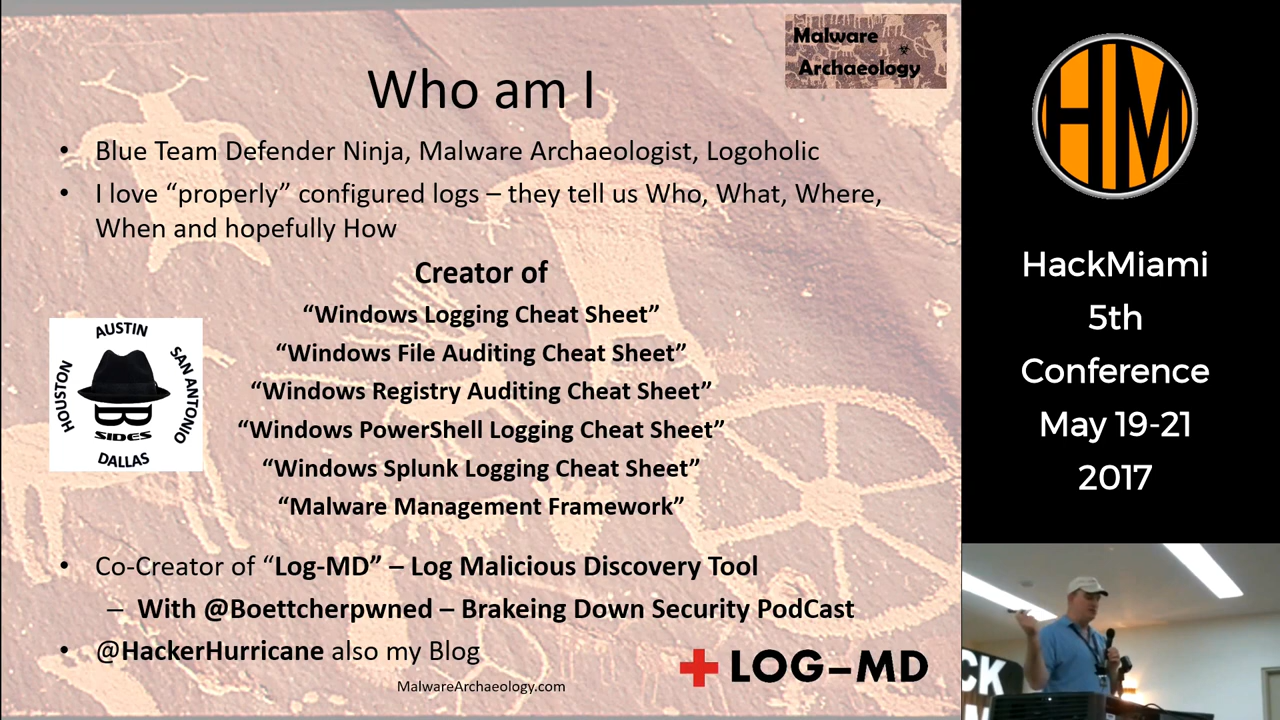 Malware
Archaeology
Who am I
• Blue Team Defender Ninja, Malware Archaeologist, Logoholic
• I love “properly” configured logs – they tell us Who, What, Where,
When and hopefully How
Creator of
“Windows Logging Cheat Sheet”
“Windows File Auditing Cheat Sheet”
“Windows Registry Auditing Cheat Sheet”
“Windows PowerShell Logging Cheat Sheet”
“Windows Splunk Logging Cheat Sheet”
“Malware Management Framework”
AUSTIN
HOUSTON
SAN ANTONIO
B
SIDES
DALLAS
• Co-Creator of “Log-MD” – Log Malicious Discovery Tool
– With @Boettcherpwned – Brakeing Down Security PodCast
• @HackerHurricane also my Blog
MalwareArchaeology.com
LOG-MD
HM
HackMiami
5th
Conference
May 19-21
2017
CK